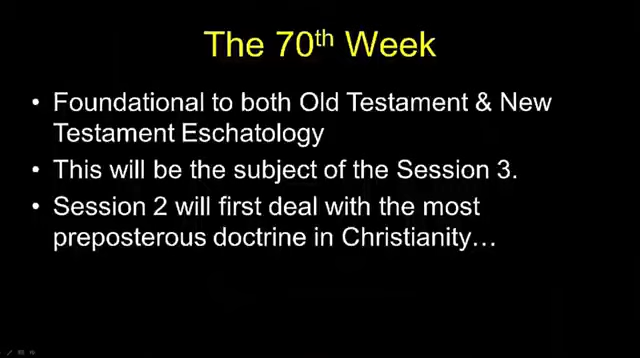 The 70th Week
• Foundational to both Old Testament & New
Testament Eschatology
• This will be the subject of the Session 3.
• Session 2 will first deal with the most
preposterous doctrine in Christianity…